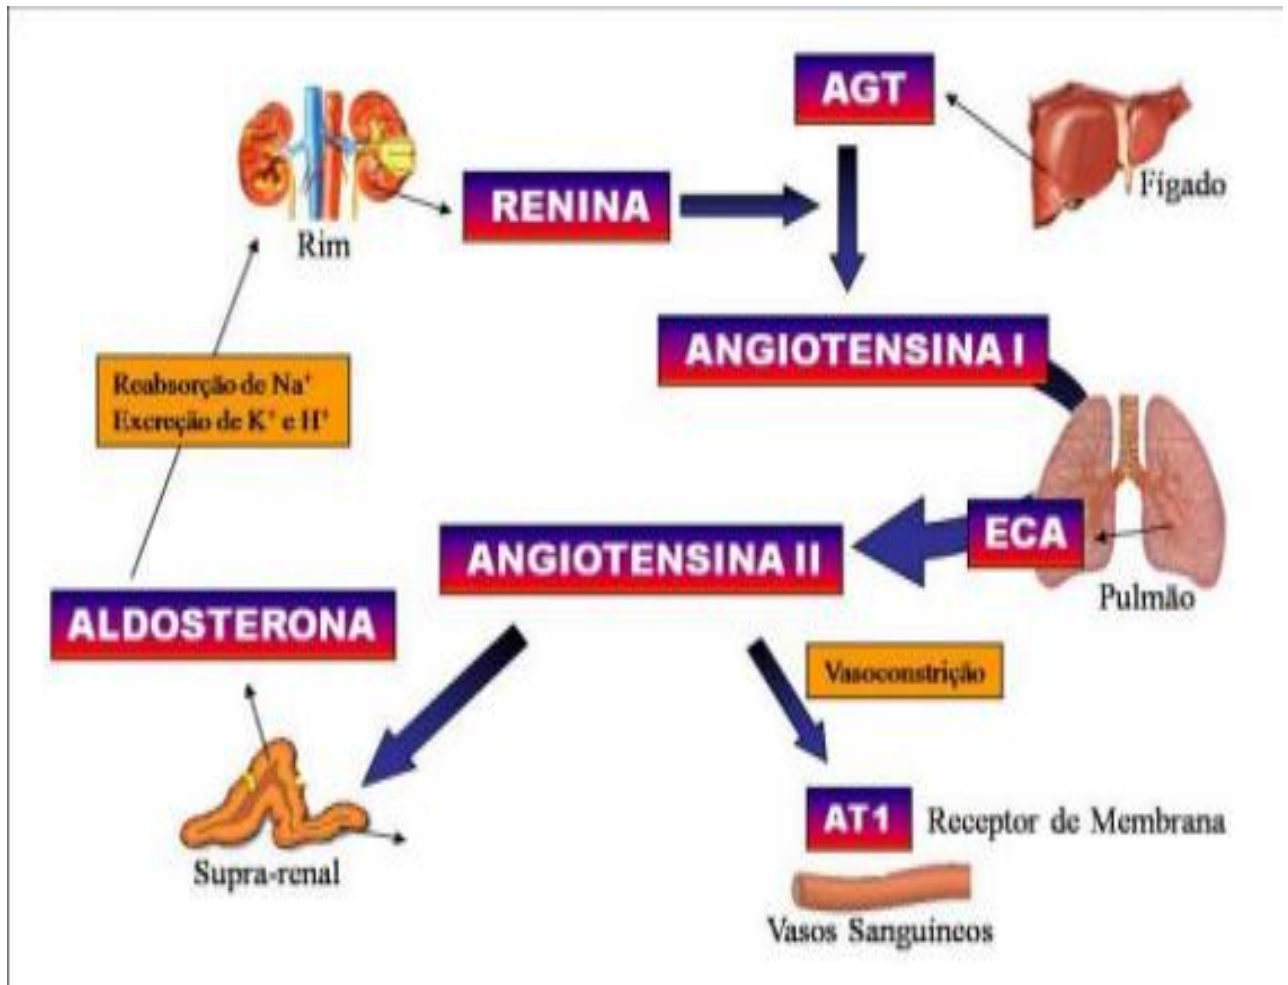 AGT
Fígado
RENINA
Rim
ANGIOTENSINA I
Reabsorção de Na⁺
Excreção de K⁺ e H⁺
ECA
ANGIOTENSINA II
Pulmão
ALDOSTERONA
Vasoconstrição
AT1 Receptor de Membrana
Supra-renal
Vasos Sanguíneos